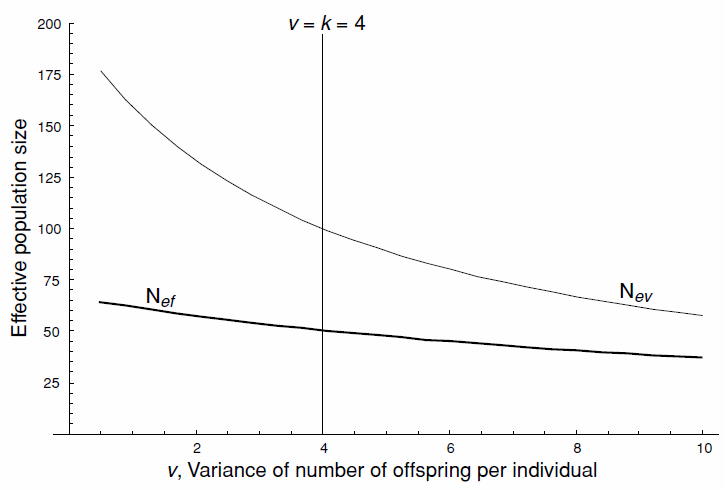 v = k = 4
200
175
150
125
100
75
50
25
Effective population size
Nef
Nev
2
4
6
8
10
v, Variance of number of offspring per individual